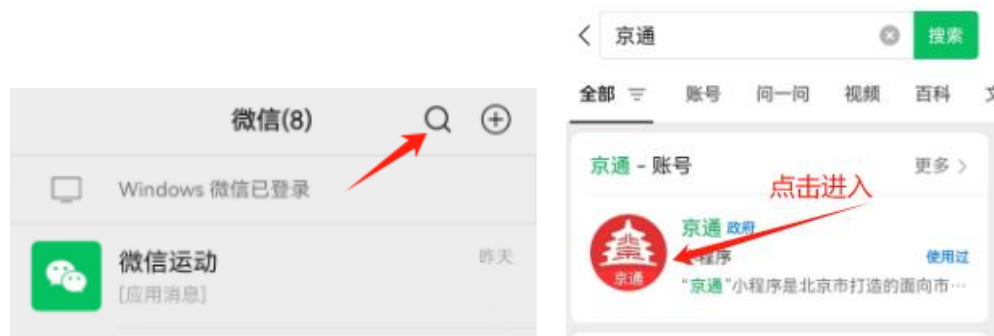 微信(8)
Windows 微信已登录
微信运动
昨天
[应用消息]
京通
搜索
全部
账号
问一问
视频
百科
京通 - 账号
更多
点击进入
京通 政府
程序
使用过
京通
“京通”小程序是北京市打造的面向市…